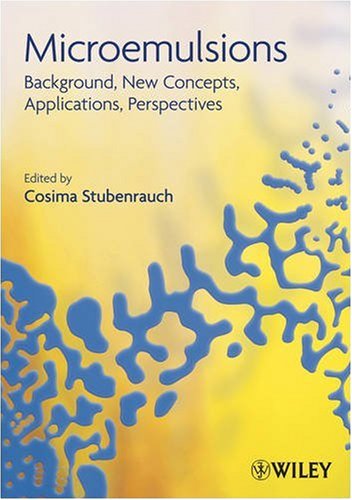 Microemulsions
Background, New Concepts,
Applications, Perspectives
Edited by
Cosima Stubenrauch
WILEY